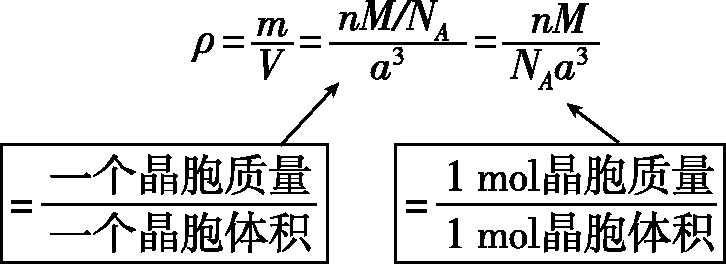 ρ = m/V = (nM/N_A)/a³ = nM/(N_A a³)
= 一个晶胞质量/一个晶胞体积
= 1 mol晶胞质量/1 mol晶胞体积